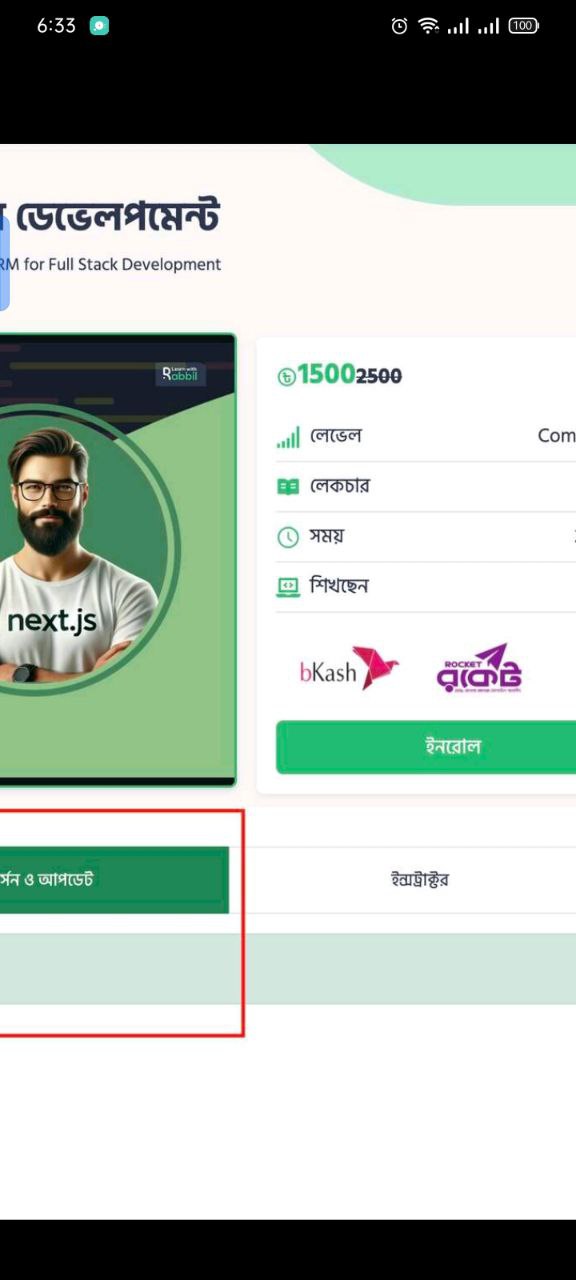 6:33
100
ডেভেলপমেন্ট
RM for Full Stack Development
Learn with
Rabbil
next.js
৳1500 2500
লেভেল
Com
লেকচার
সময়
শিখছেন
bKash
ROCKET
রকেট
ইনরোল
র্সন ও আপডেট
ইন্সট্রাক্টর